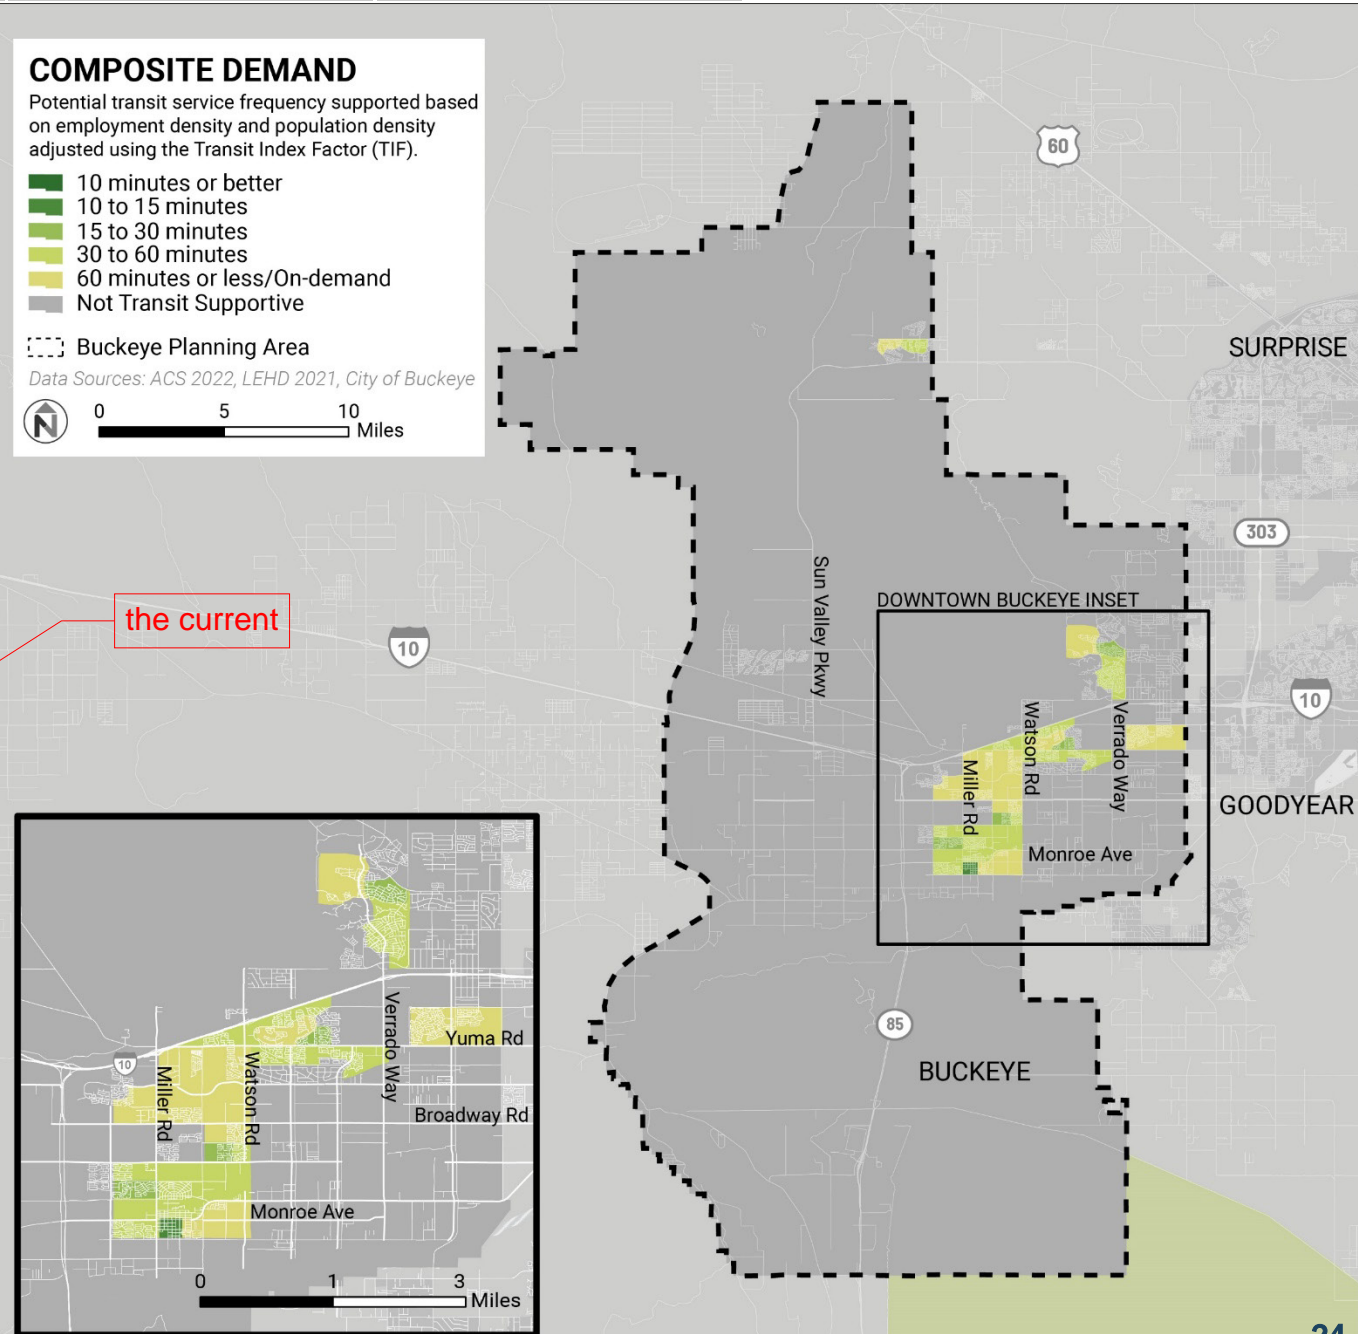 COMPOSITE DEMAND
Potential transit service frequency supported based
on employment density and population density
adjusted using the Transit Index Factor (TIF).
10 minutes or better
10 to 15 minutes
15 to 30 minutes
30 to 60 minutes
60 minutes or less/On-demand
Not Transit Supportive
Buckeye Planning Area
Data Sources: ACS 2022, LEHD 2021, City of Buckeye
N
0 5 10
Miles
60
SURPRISE
303
Sun Valley Pkwy
the current
10
DOWNTOWN BUCKEYE INSET
10
Watson Rd
Verrado Way
Miller Rd
GOODYEAR
Monroe Ave
85
BUCKEYE
Verrado Way
Yuma Rd
10
Miller Rd
Watson Rd
Broadway Rd
Monroe Ave
0 1 3
Miles
24